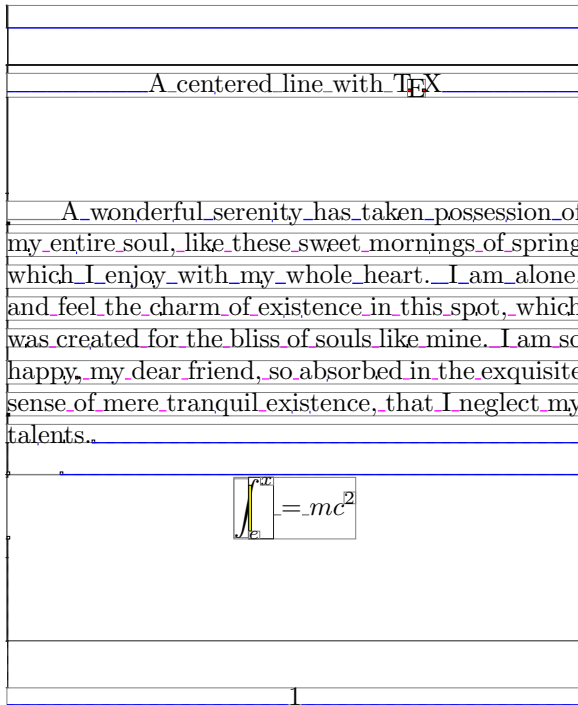 A centered line with TEX
A wonderful serenity has taken possession of
my entire soul, like these sweet mornings of spring
which I enjoy with my whole heart. I am alone,
and feel the charm of existence in this spot, which
was created for the bliss of souls like mine. I am so
happy, my dear friend, so absorbed in the exquisite
sense of mere tranquil existence, that I neglect my
talents.
∫ₑˣ = mc²
1